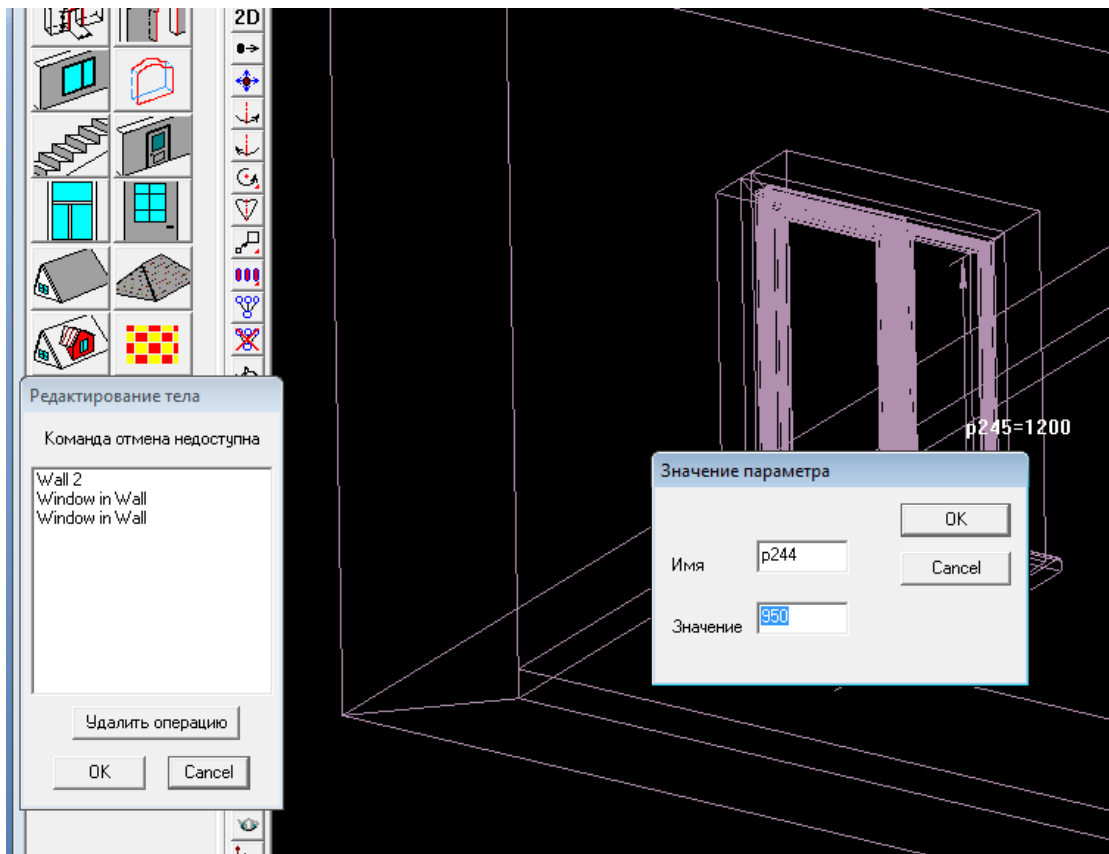 2D
Редактирование тела
Команда отмена недоступна
Wall 2
Window in Wall
Window in Wall
Удалить операцию
OK
Cancel
p245=1200
Значение параметра
OK
Имя
p244
Cancel
Значение
950